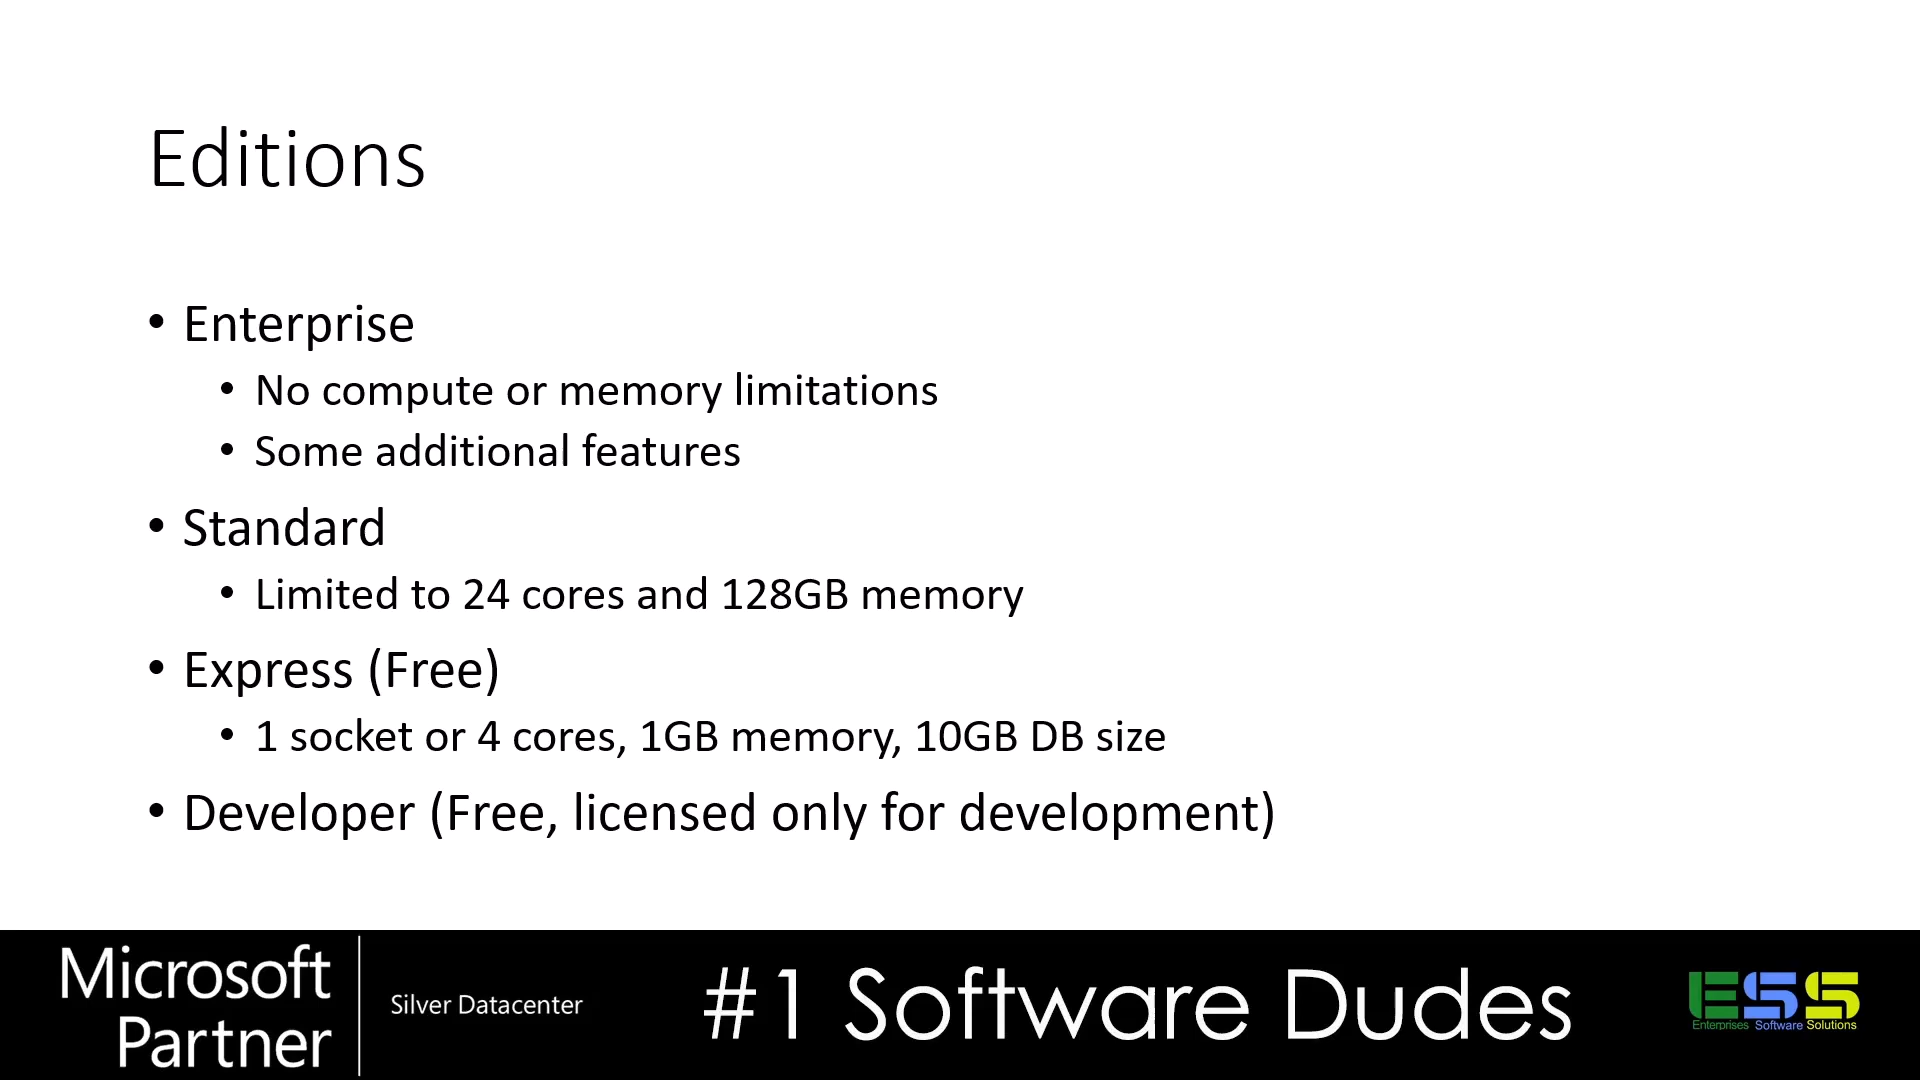 Editions
• Enterprise
• No compute or memory limitations
• Some additional features
• Standard
• Limited to 24 cores and 128GB memory
• Express (Free)
• 1 socket or 4 cores, 1GB memory, 10GB DB size
• Developer (Free, licensed only for development)
Microsoft
Partner
Silver Datacenter
#1 Software Dudes
ESS
Enterprises Software Solutions